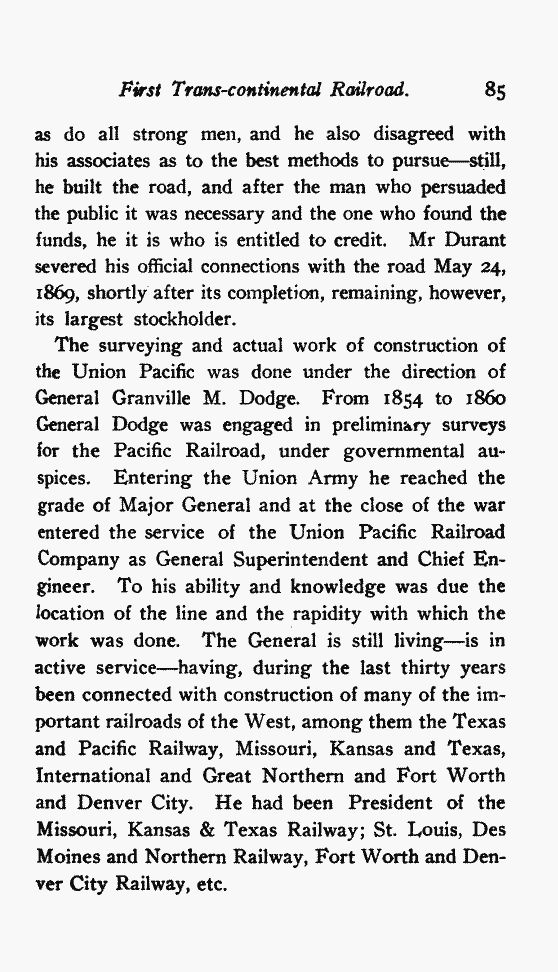 First Trans-continental Railroad. 85
as do all strong men, and he also disagreed with
his associates as to the best methods to pursue—still,
he built the road, and after the man who persuaded
the public it was necessary and the one who found the
funds, he it is who is entitled to credit. Mr Durant
severed his official connections with the road May 24,
1869, shortly after its completion, remaining, however,
its largest stockholder.
The surveying and actual work of construction of
the Union Pacific was done under the direction of
General Granville M. Dodge. From 1854 to 1860
General Dodge was engaged in preliminary surveys
for the Pacific Railroad, under governmental au-
spices. Entering the Union Army he reached the
grade of Major General and at the close of the war
entered the service of the Union Pacific Railroad
Company as General Superintendent and Chief En-
gineer. To his ability and knowledge was due the
location of the line and the rapidity with which the
work was done. The General is still living—is in
active service—having, during the last thirty years
been connected with construction of many of the im-
portant railroads of the West, among them the Texas
and Pacific Railway, Missouri, Kansas and Texas,
International and Great Northern and Fort Worth
and Denver City. He had been President of the
Missouri, Kansas & Texas Railway; St. Louis, Des
Moines and Northern Railway, Fort Worth and Den-
ver City Railway, etc.